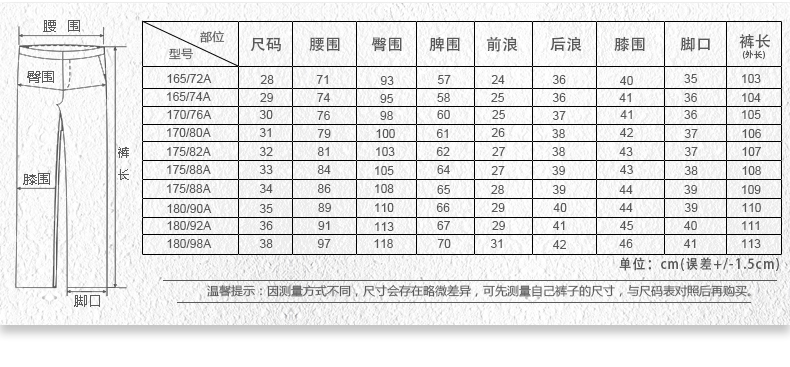 腰 围
臀围
膝围
裤长
脚口
部位
型号
尺码 腰围 臀围 脾围 前浪 后浪 膝围 脚口 裤长
(外长)
165/72A 28 71 93 57 24 36 40 35 103
165/74A 29 74 95 58 25 36 41 36 104
170/76A 30 76 98 60 25 37 41 36 105
170/80A 31 79 100 61 26 38 42 37 106
175/82A 32 81 103 62 27 38 43 37 107
175/88A 33 84 105 64 27 39 43 38 108
175/88A 34 86 108 65 28 39 44 39 109
180/90A 35 89 110 66 29 40 44 39 110
180/92A 36 91 113 67 29 41 45 40 111
180/98A 38 97 118 70 31 42 46 41 113
单位: cm(误差+/-1.5cm)
温馨提示:因测量方式不同,尺寸会存在略微差异,可先测量自己裤子的尺寸,与尺码表对照后再购买。